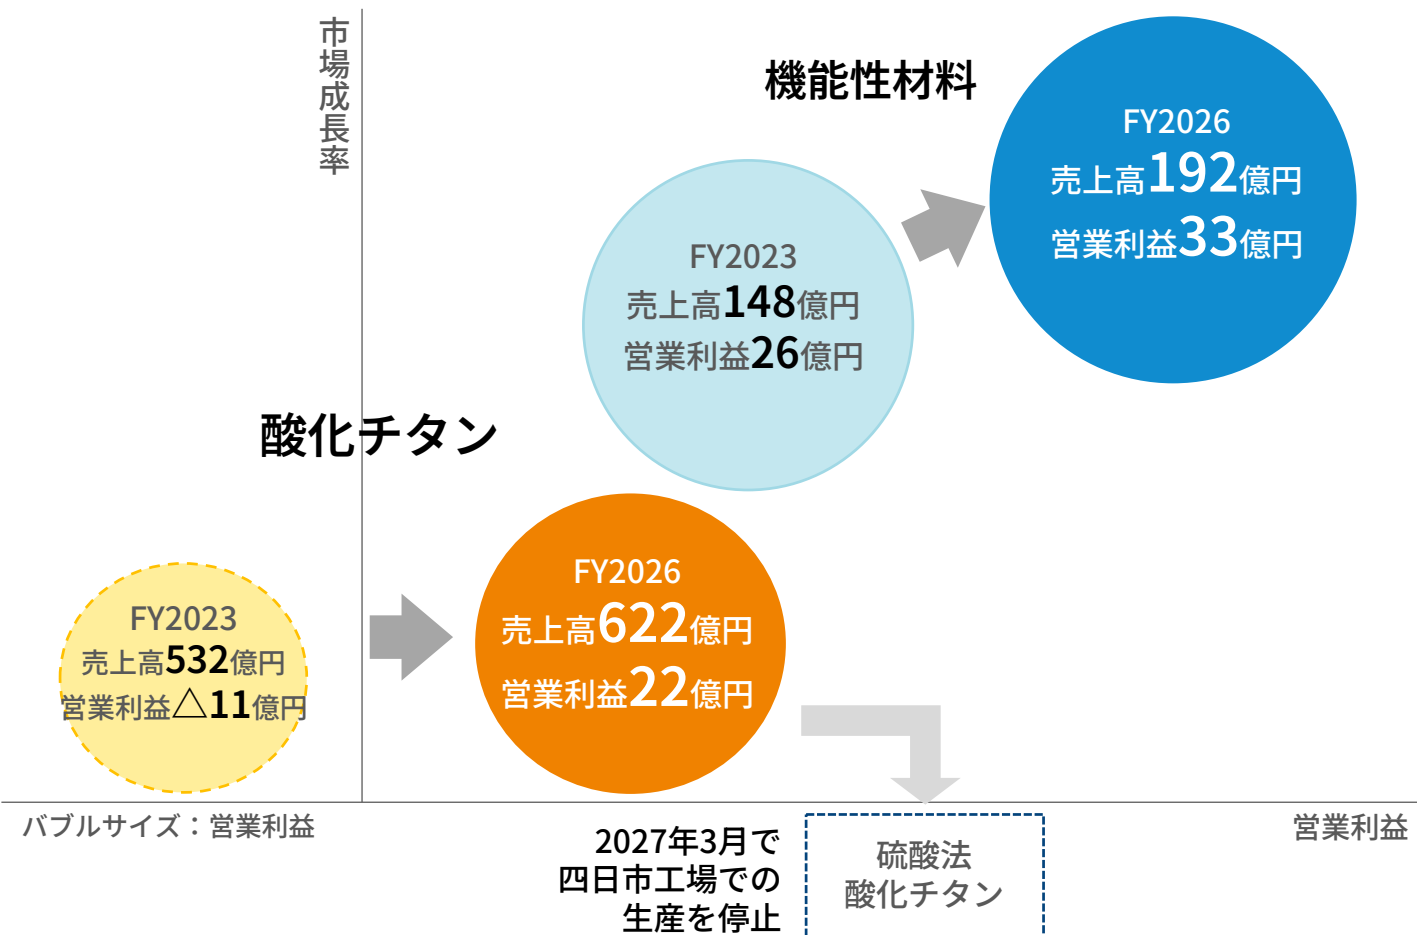 市場成長率
機能性材料
FY2026
売上高192億円
営業利益33億円
FY2023
売上高148億円
営業利益26億円
酸化チタン
FY2026
売上高622億円
営業利益22億円
FY2023
売上高532億円
営業利益△11億円
バブルサイズ：営業利益
営業利益
2027年3月で
四日市工場での
生産を停止
硫酸法
酸化チタン